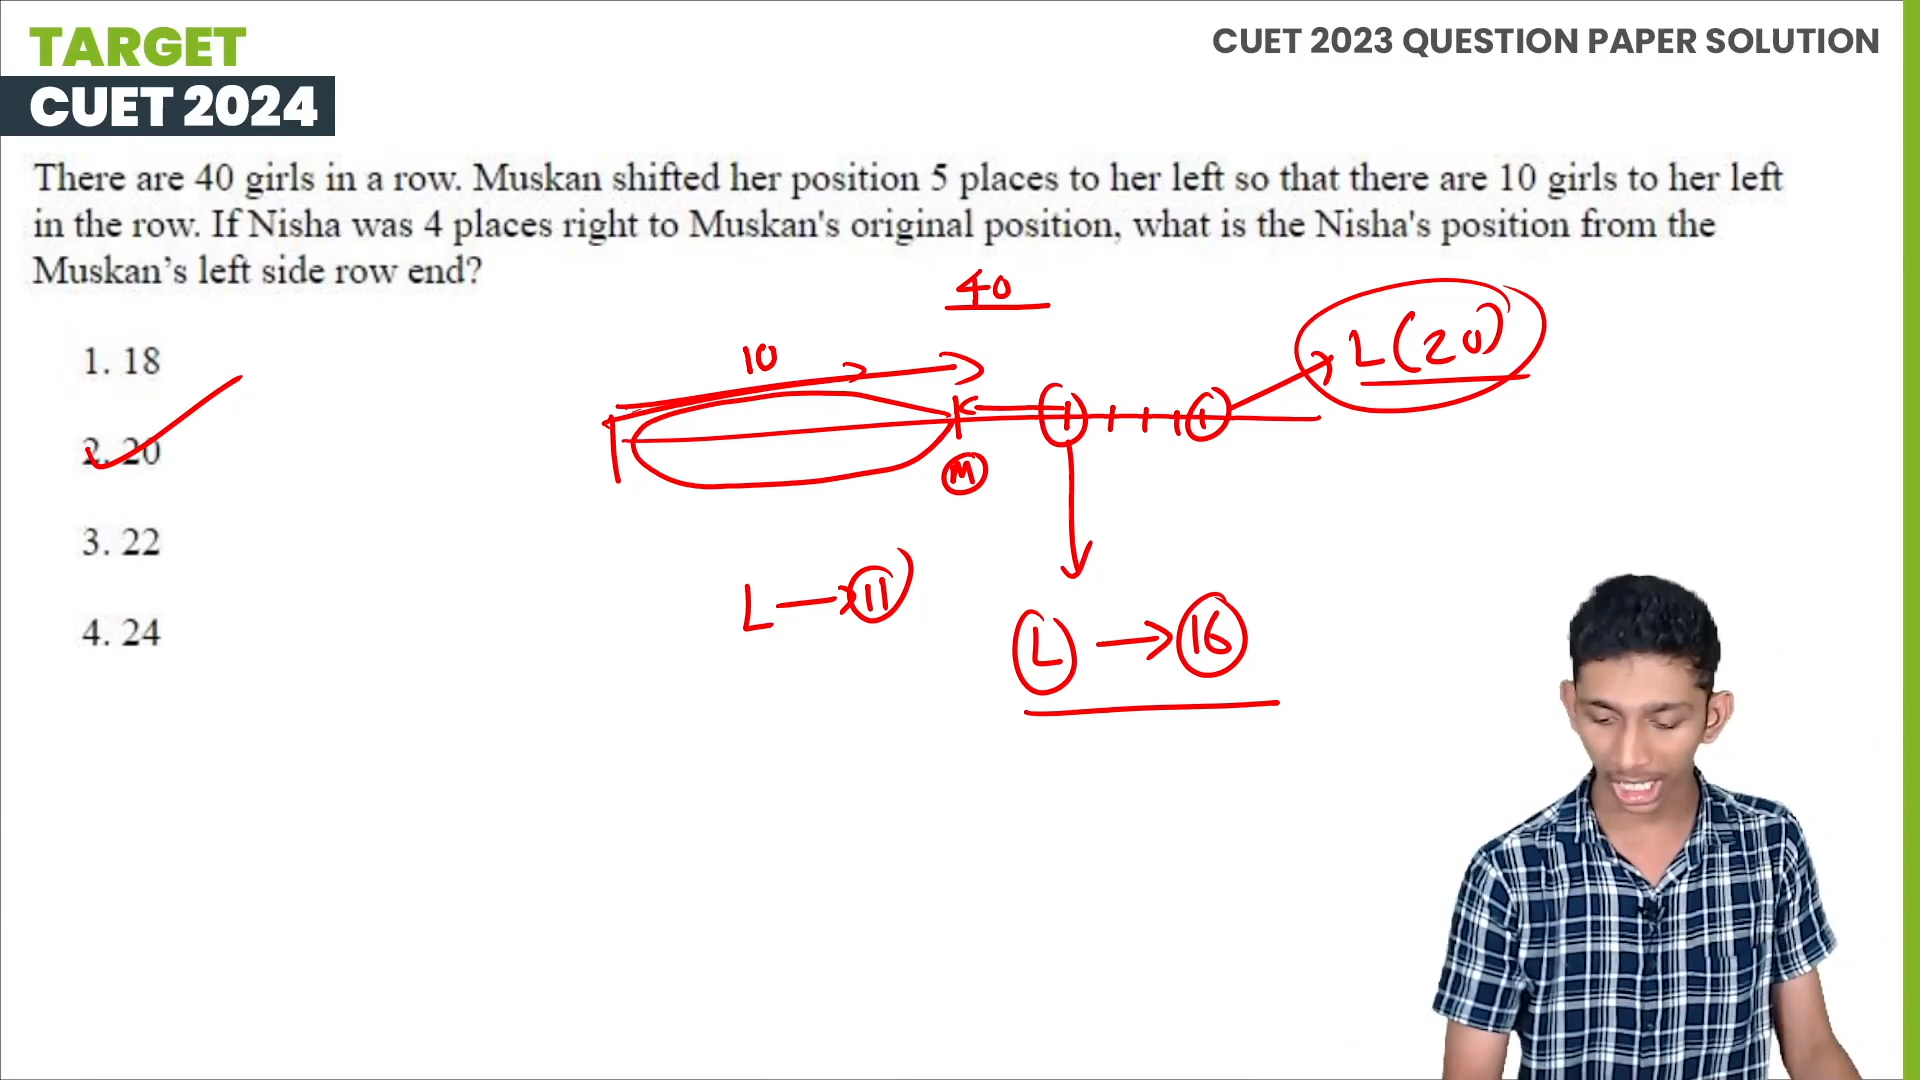 TARGET
CUET 2024
CUET 2023 QUESTION PAPER SOLUTION
There are 40 girls in a row. Muskan shifted her position 5 places to her left so that there are 10 girls to her left
in the row. If Nisha was 4 places right to Muskan's original position, what is the Nisha's position from the
Muskan’s left side row end?
40
1. 18
10
L (20)
2. 20
M
3. 22
L → 11
4. 24
L → 16